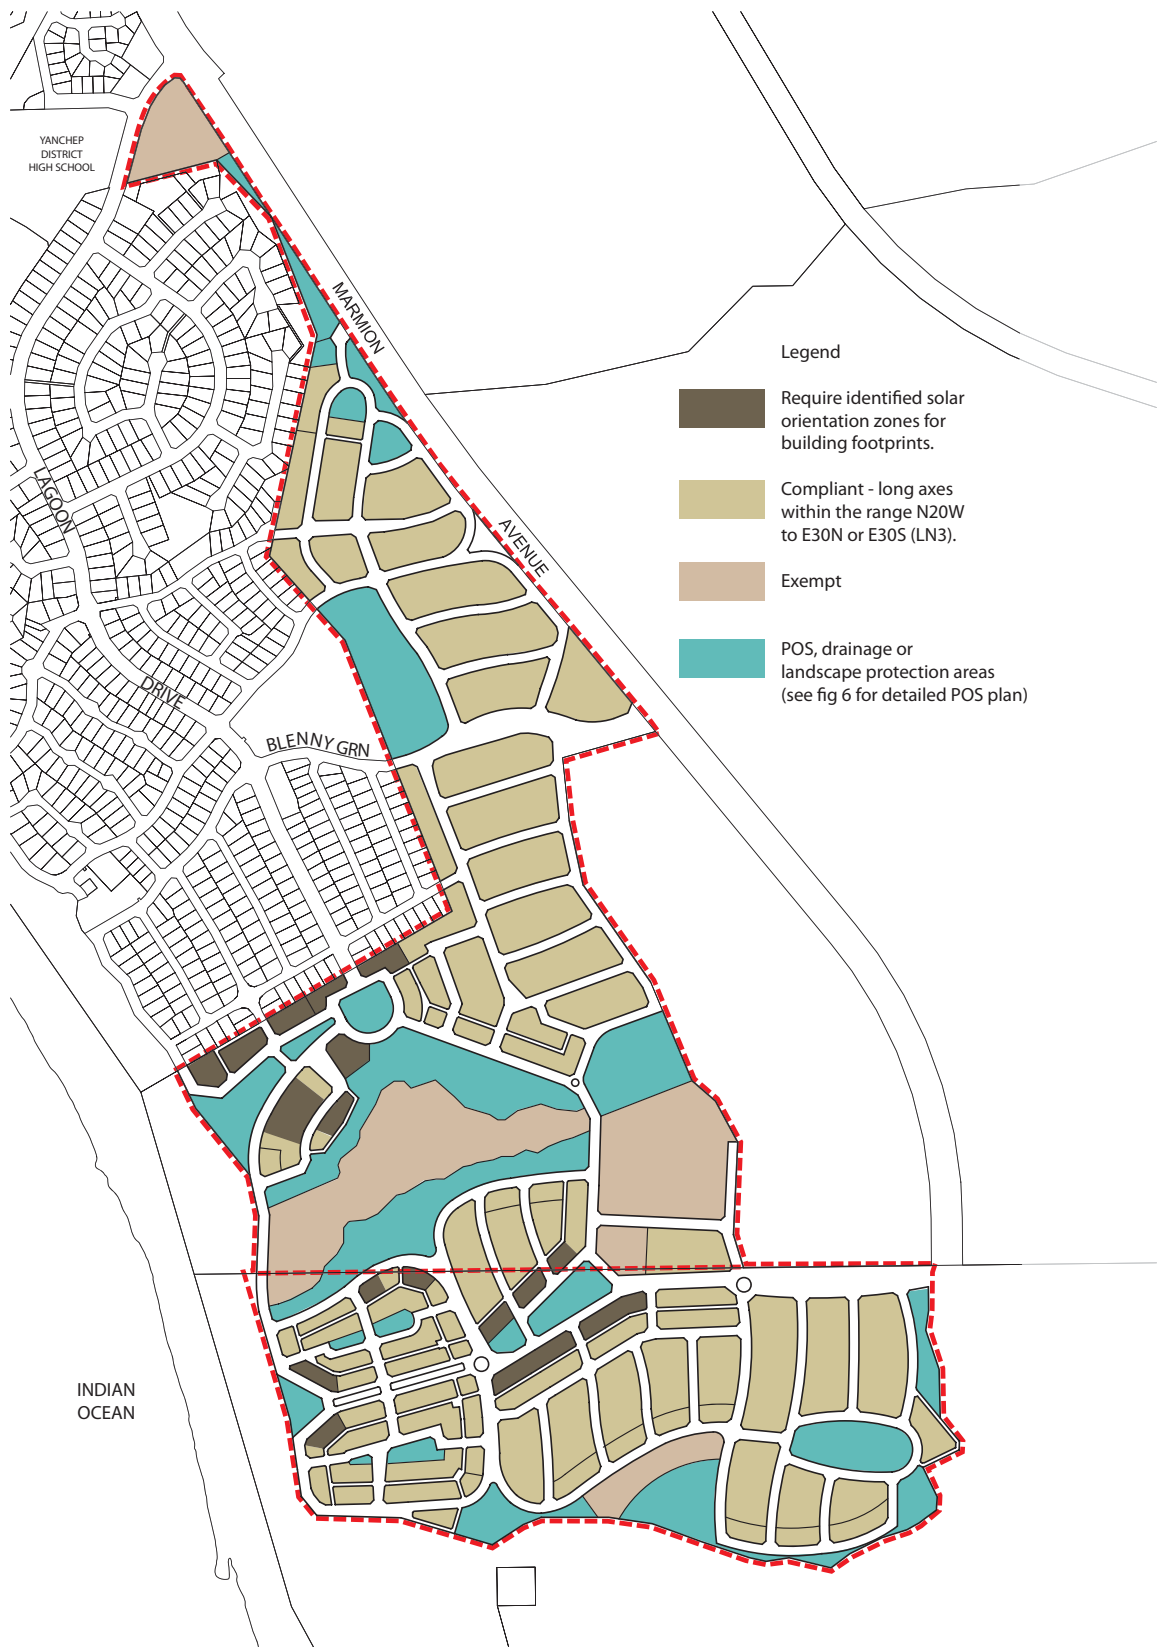 YANCHEP
DISTRICT
HIGH SCHOOL
MARMION
AVENUE
LAGOON
DRIVE
BLENNY GRN
Legend
Require identified solar
orientation zones for
building footprints.
Compliant - long axes
within the range N20W
to E30N or E30S (LN3).
Exempt
POS, drainage or
landscape protection areas
(see fig 6 for detailed POS plan)
INDIAN
OCEAN